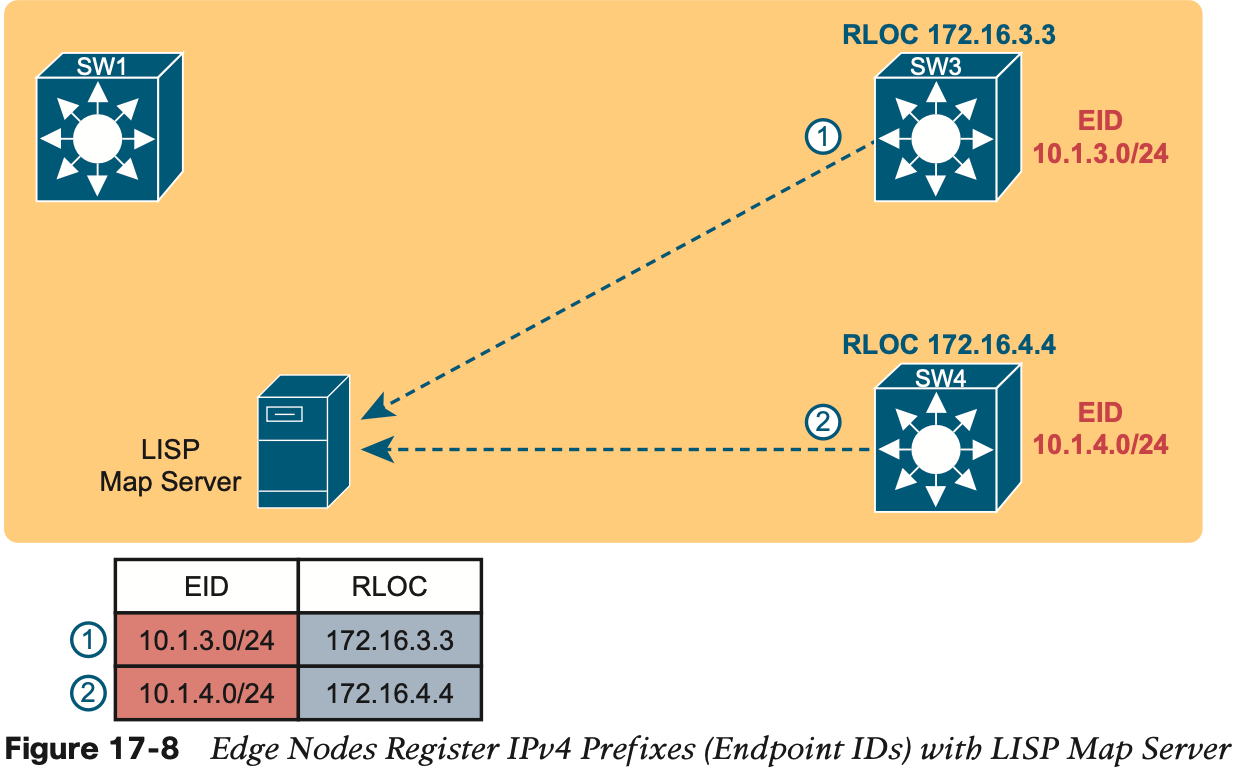 RLOC 172.16.3.3
SW1
SW3
1
EID
10.1.3.0/24
RLOC 172.16.4.4
SW4
2
EID
10.1.4.0/24
LISP
Map Server
EID RLOC
1 10.1.3.0/24 172.16.3.3
2 10.1.4.0/24 172.16.4.4
Figure 17-8 Edge Nodes Register IPv4 Prefixes (Endpoint IDs) with LISP Map Server